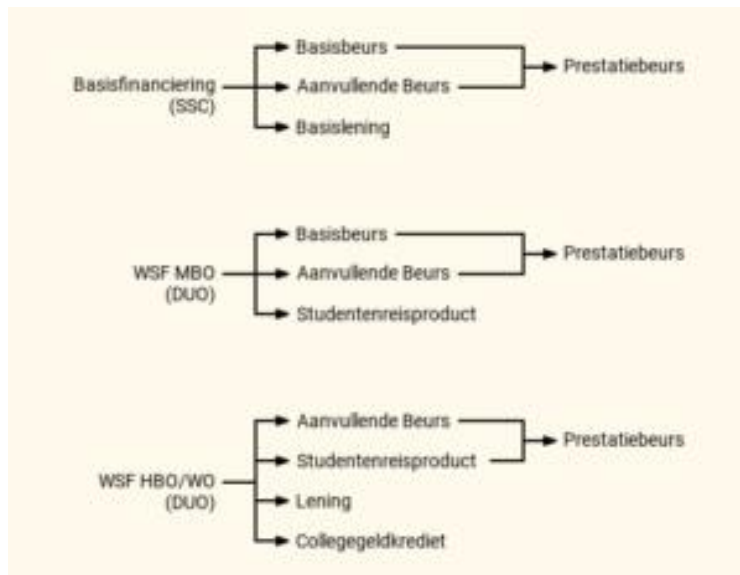 Basisbeurs
Prestatiebeurs
Basisfinanciering
(SSC)
Aanvullende Beurs
Basislening
Basisbeurs
Prestatiebeurs
WSF MBO
(DUO)
Aanvullende Beurs
Studentenreisproduct
Aanvullende Beurs
Prestatiebeurs
Studentenreisproduct
WSF HBO/WO
(DUO)
Lening
Collegegeldkrediet